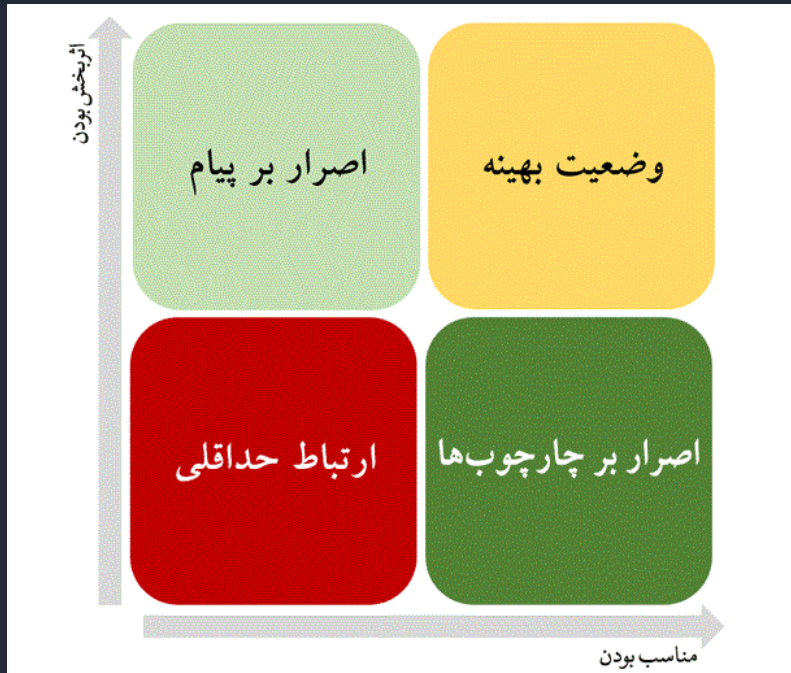 اثربخش بودن
وضعیت بهینه
اصرار بر پیام
اصرار بر چارچوب‌ها
ارتباط حداقلی
مناسب بودن